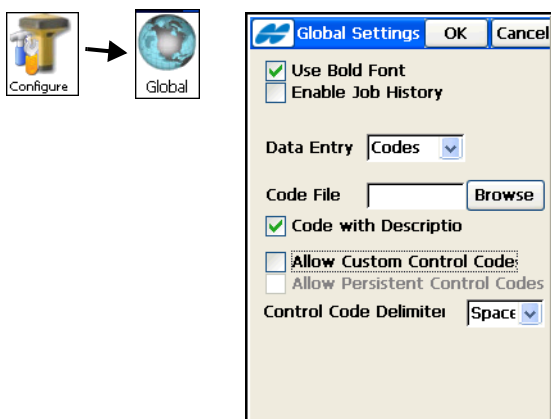 Configure
Global
Global Settings OK Cancel
Use Bold Font
Enable Job History
Data Entry Codes
Code File Browse
Code with Descriptio
Allow Custom Control Code
Allow Persistent Control Codes
Control Code Delimiter Space